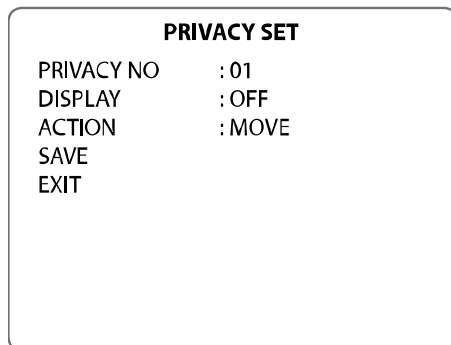 PRIVACY SET
PRIVACY NO : 01
DISPLAY : OFF
ACTION : MOVE
SAVE
EXIT